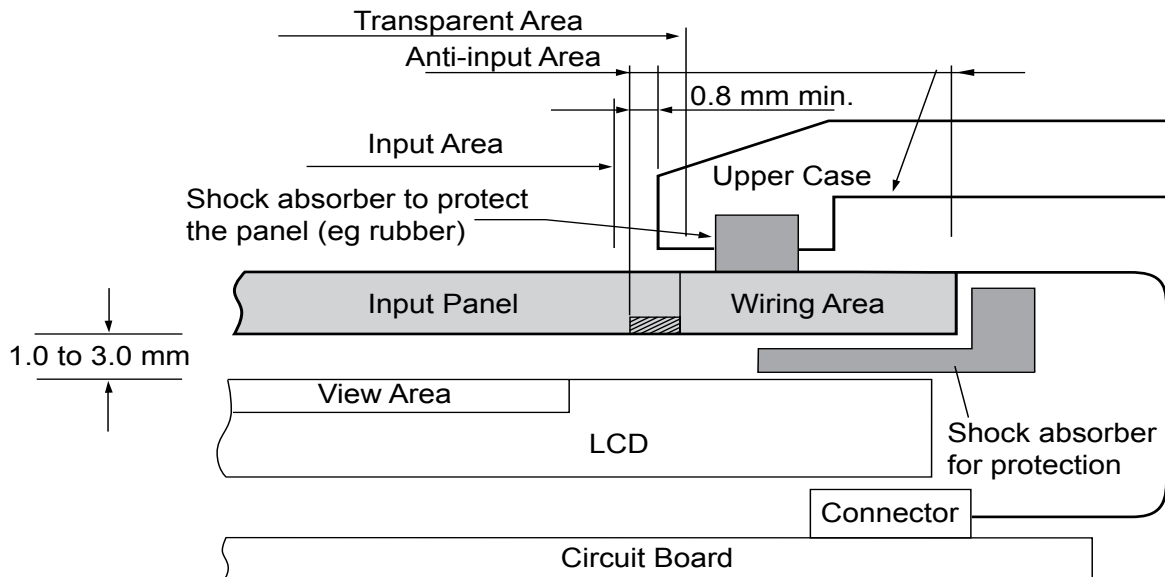 Transparent Area
Anti-input Area
0.8 mm min.
Input Area
Upper Case
Shock absorber to protect
the panel (eg rubber)
Input Panel
Wiring Area
1.0 to 3.0 mm
View Area
LCD
Shock absorber
for protection
Connector
Circuit Board